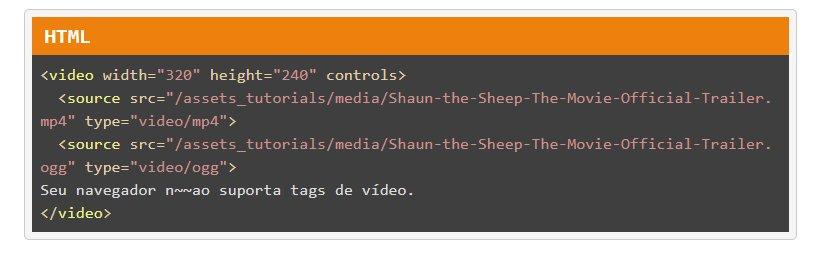 HTML
<video width="320" height="240" controls>
<source src="/assets_tutorials/media/Shaun-the-Sheep-The-Movie-Official-Trailer.
mp4" type="video/mp4">
<source src="/assets_tutorials/media/Shaun-the-Sheep-The-Movie-Official-Trailer.
ogg" type="video/ogg">
Seu navegador n~~ao suporta tags de vídeo.
</video>